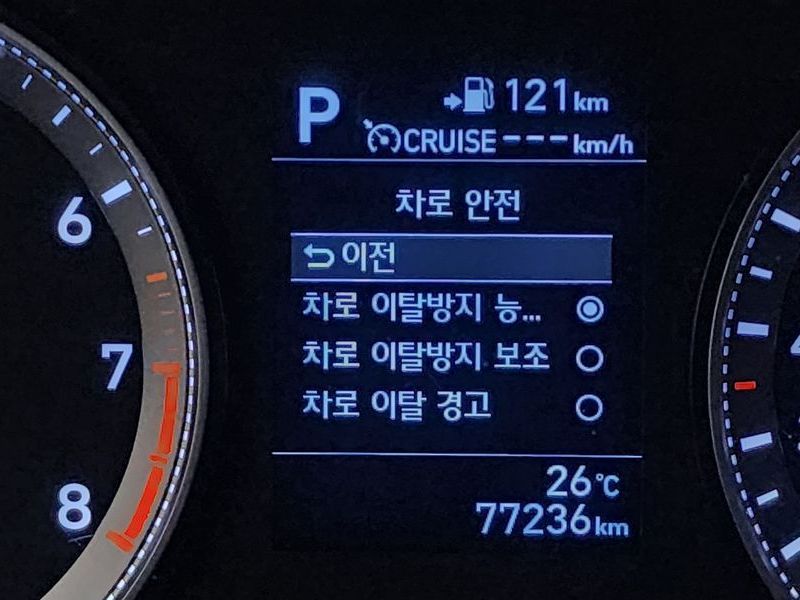 P
121km
CRUISE---km/h
차로 안전
이전
차로 이탈방지 능...
차로 이탈방지 보조
차로 이탈 경고
26℃
77236km
6
7
8